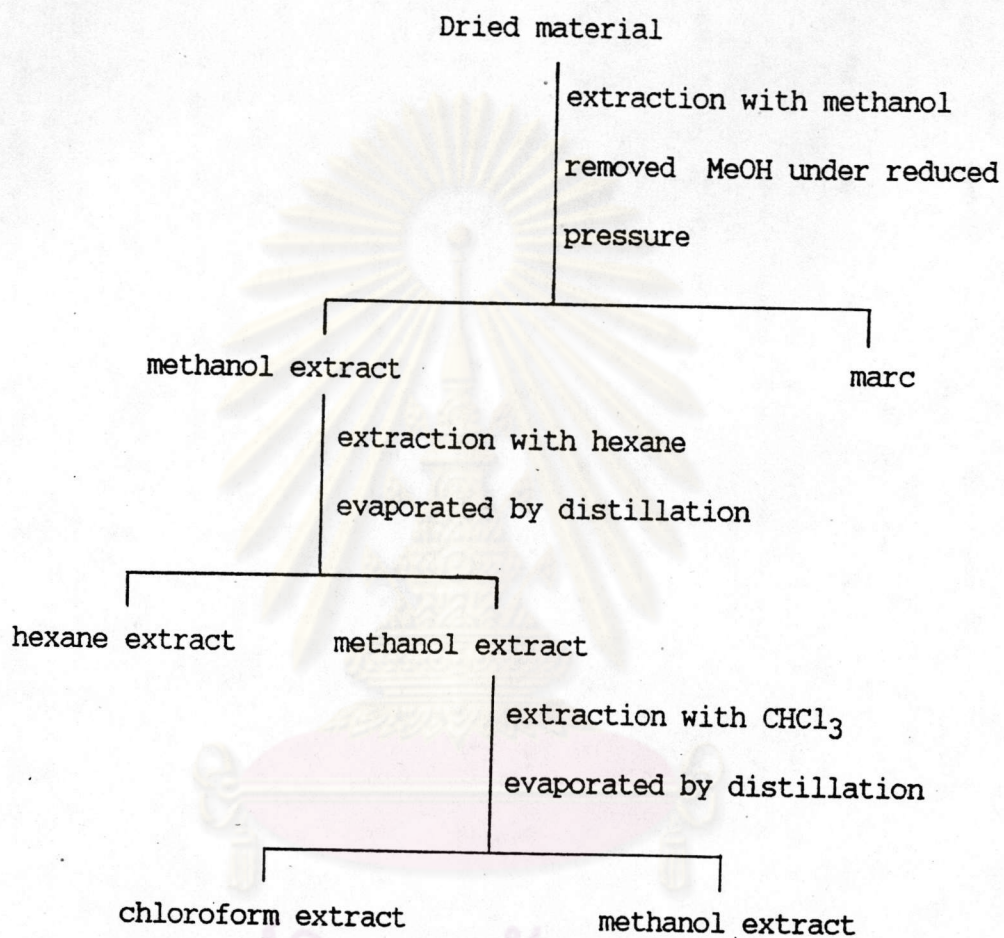 Dried material
extraction with methanol
removed MeOH under reduced
pressure
methanol extract
marc
extraction with hexane
evaporated by distillation
hexane extract
methanol extract
extraction with CHCl3
evaporated by distillation
chloroform extract
methanol extract